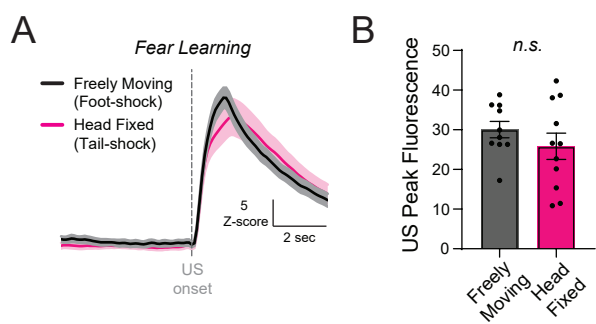 A
Fear Learning
Freely Moving
(Foot-shock)
Head Fixed
(Tail-shock)
5
Z-score
2 sec
US
onset
B
n.s.
US Peak Fluorescence
50
40
30
20
10
0
Freely
Moving
Head
Fixed